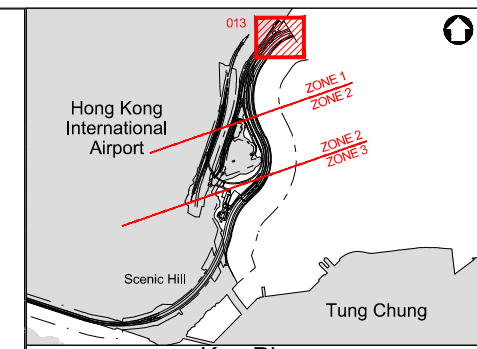 013
ZONE 1
ZONE 2
Hong Kong
International
Airport
ZONE 2
ZONE 3
Scenic Hill
Tung Chung